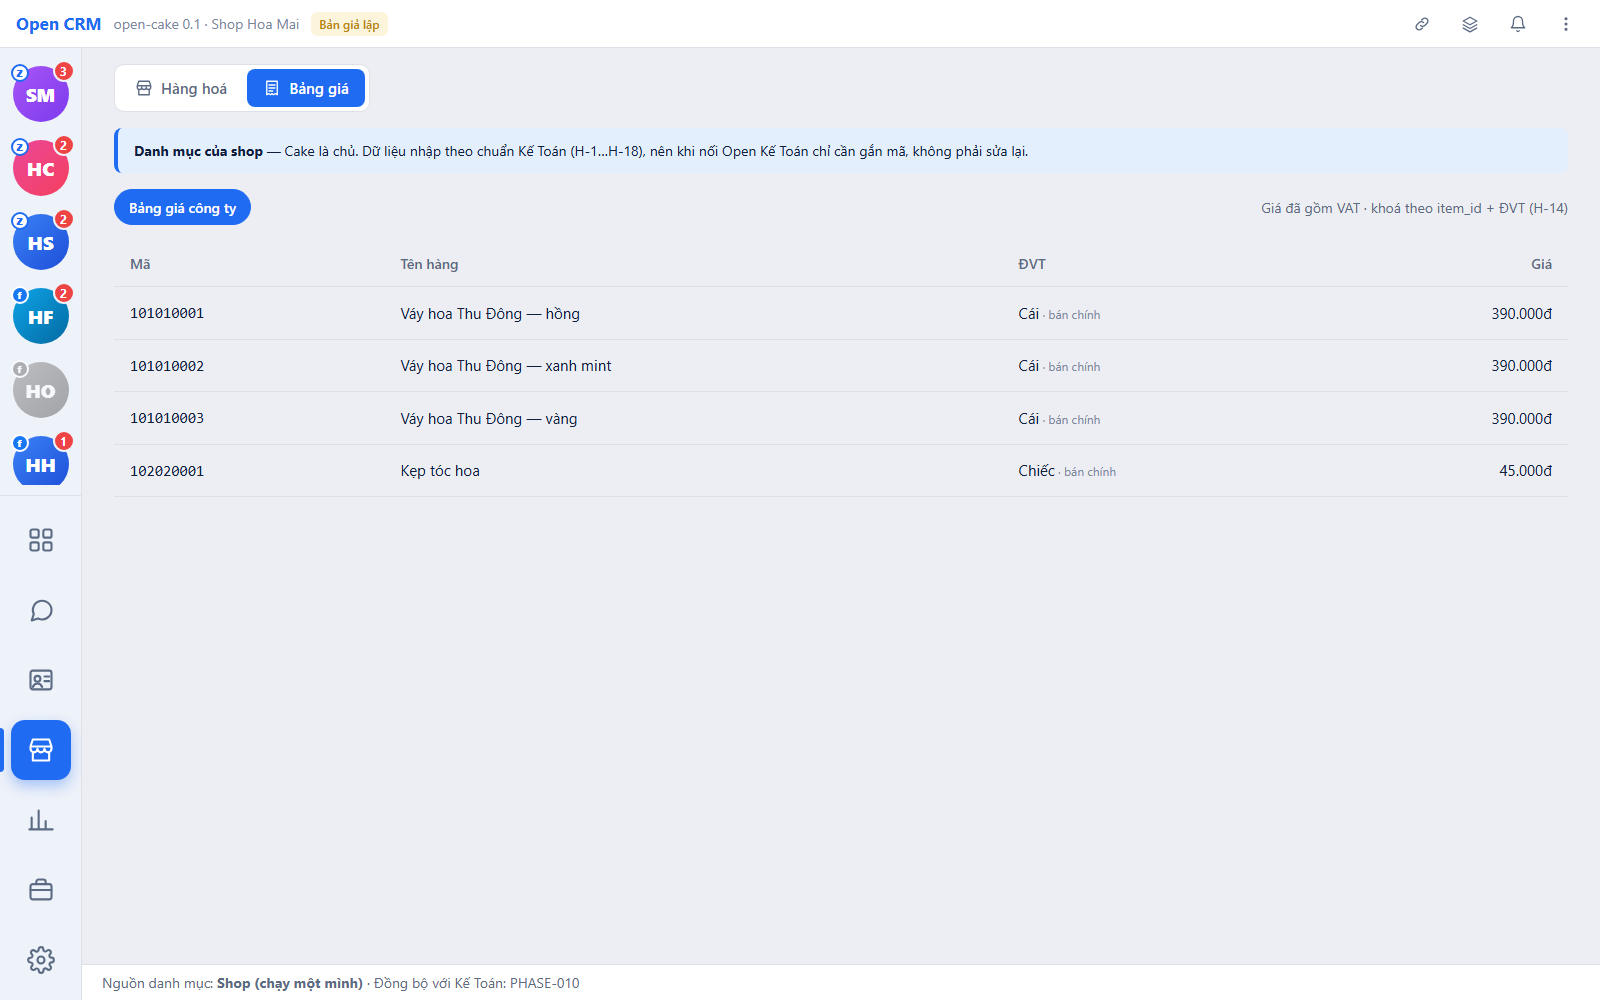 Open CRM open-cake 0.1 · Shop Hoa Mai Bản giả lập
z 3
SM
z 2
HC
z 2
HS
f 2
HF
f
HO
f 1
HH
Hàng hoá Bảng giá
Danh mục của shop — Cake là chủ. Dữ liệu nhập theo chuẩn Kế Toán (H-1…H-18), nên khi nối Open Kế Toán chỉ cần gắn mã, không phải sửa lại.
Bảng giá công ty Giá đã gồm VAT · khoá theo item_id + ĐVT (H-14)
Mã Tên hàng ĐVT Giá
101010001 Váy hoa Thu Đông — hồng Cái · bán chính 390.000đ
101010002 Váy hoa Thu Đông — xanh mint Cái · bán chính 390.000đ
101010003 Váy hoa Thu Đông — vàng Cái · bán chính 390.000đ
102020001 Kẹp tóc hoa Chiếc · bán chính 45.000đ
Nguồn danh mục: Shop (chạy một mình) · Đồng bộ với Kế Toán: PHASE-010